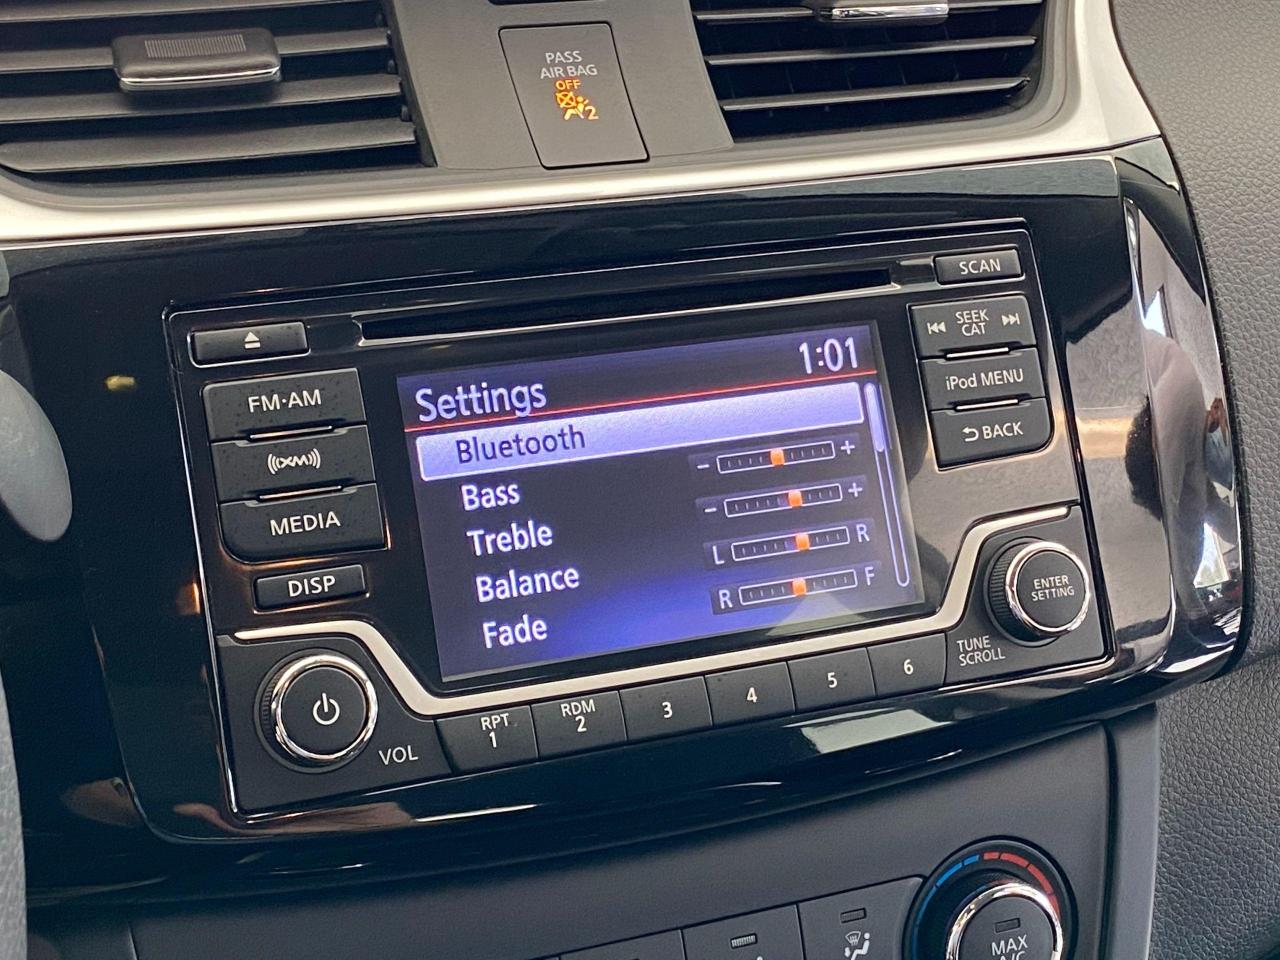 PASS
AIR BAG
OFF
2
SCAN
SEEK
CAT
iPod MENU
BACK
FM·AM
((XM))
MEDIA
DISP
Settings 1:01
Bluetooth
Bass - +
Treble - +
Balance L R
Fade R F
ENTER
SETTING
TUNE
SCROLL
VOL
RPT
1
RDM
2
3
4
5
6
MAX
A/C